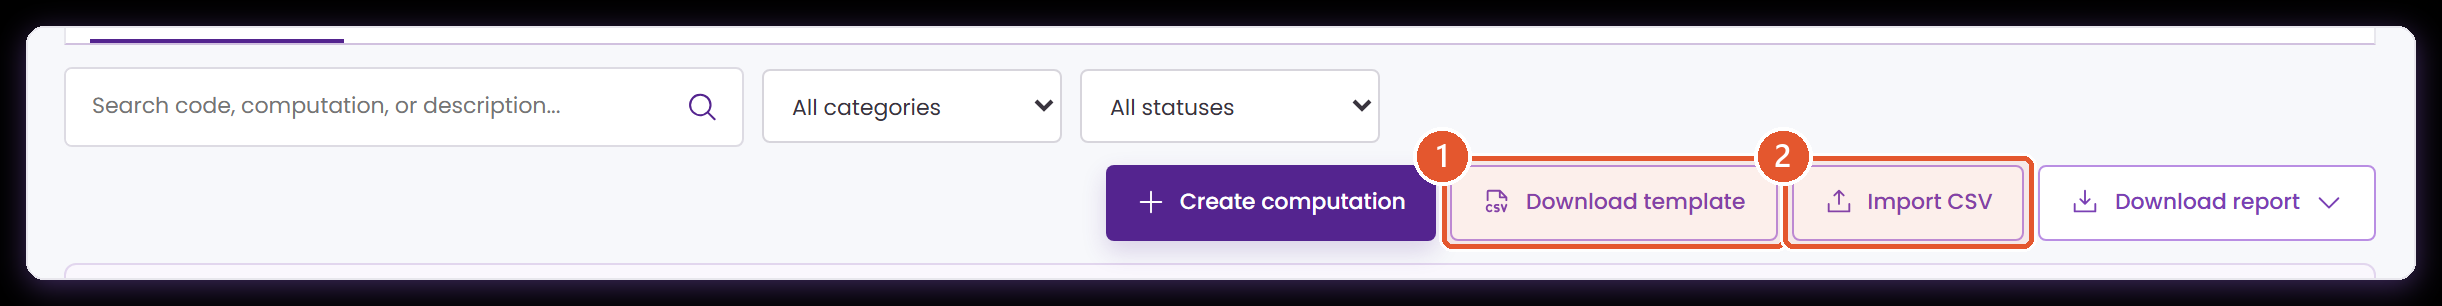 Search code, computation, or description...
All categories
All statuses
1
2
Create computation
CSV
Download template
Import CSV
Download report